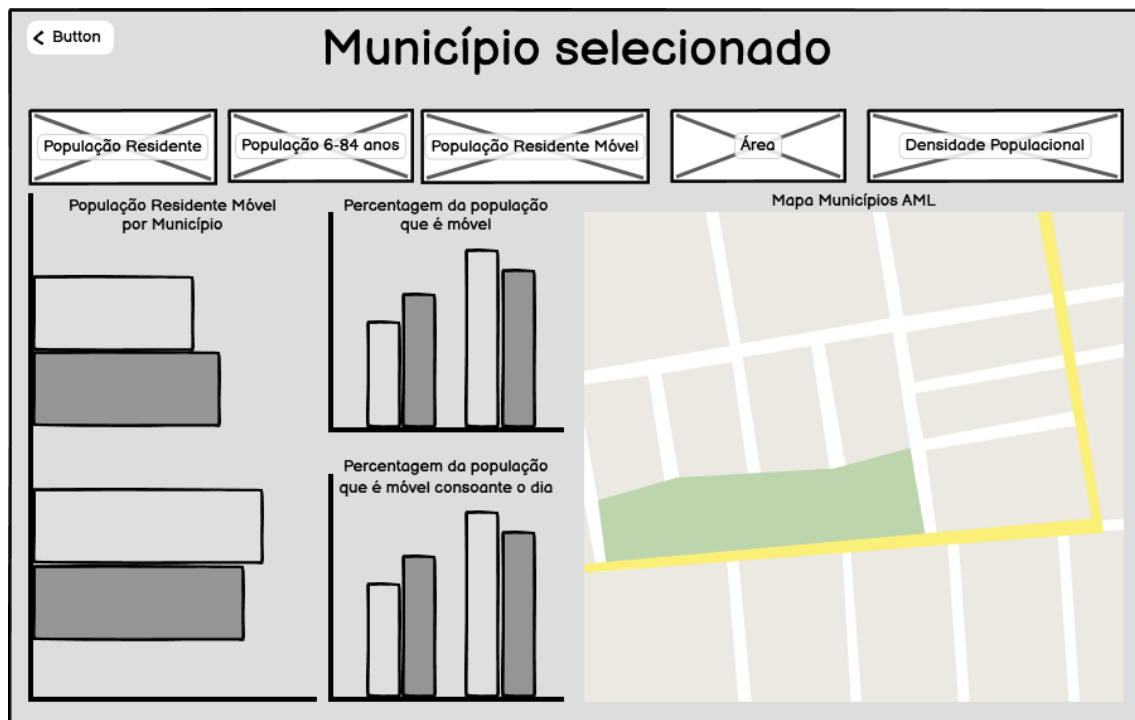 Button
Município selecionado
População Residente
População 6-84 anos
População Residente Móvel
Área
Densidade Populacional
População Residente Móvel
por Município
Percentagem da população
que é móvel
Mapa Municípios AML
Percentagem da população
que é móvel consoante o dia